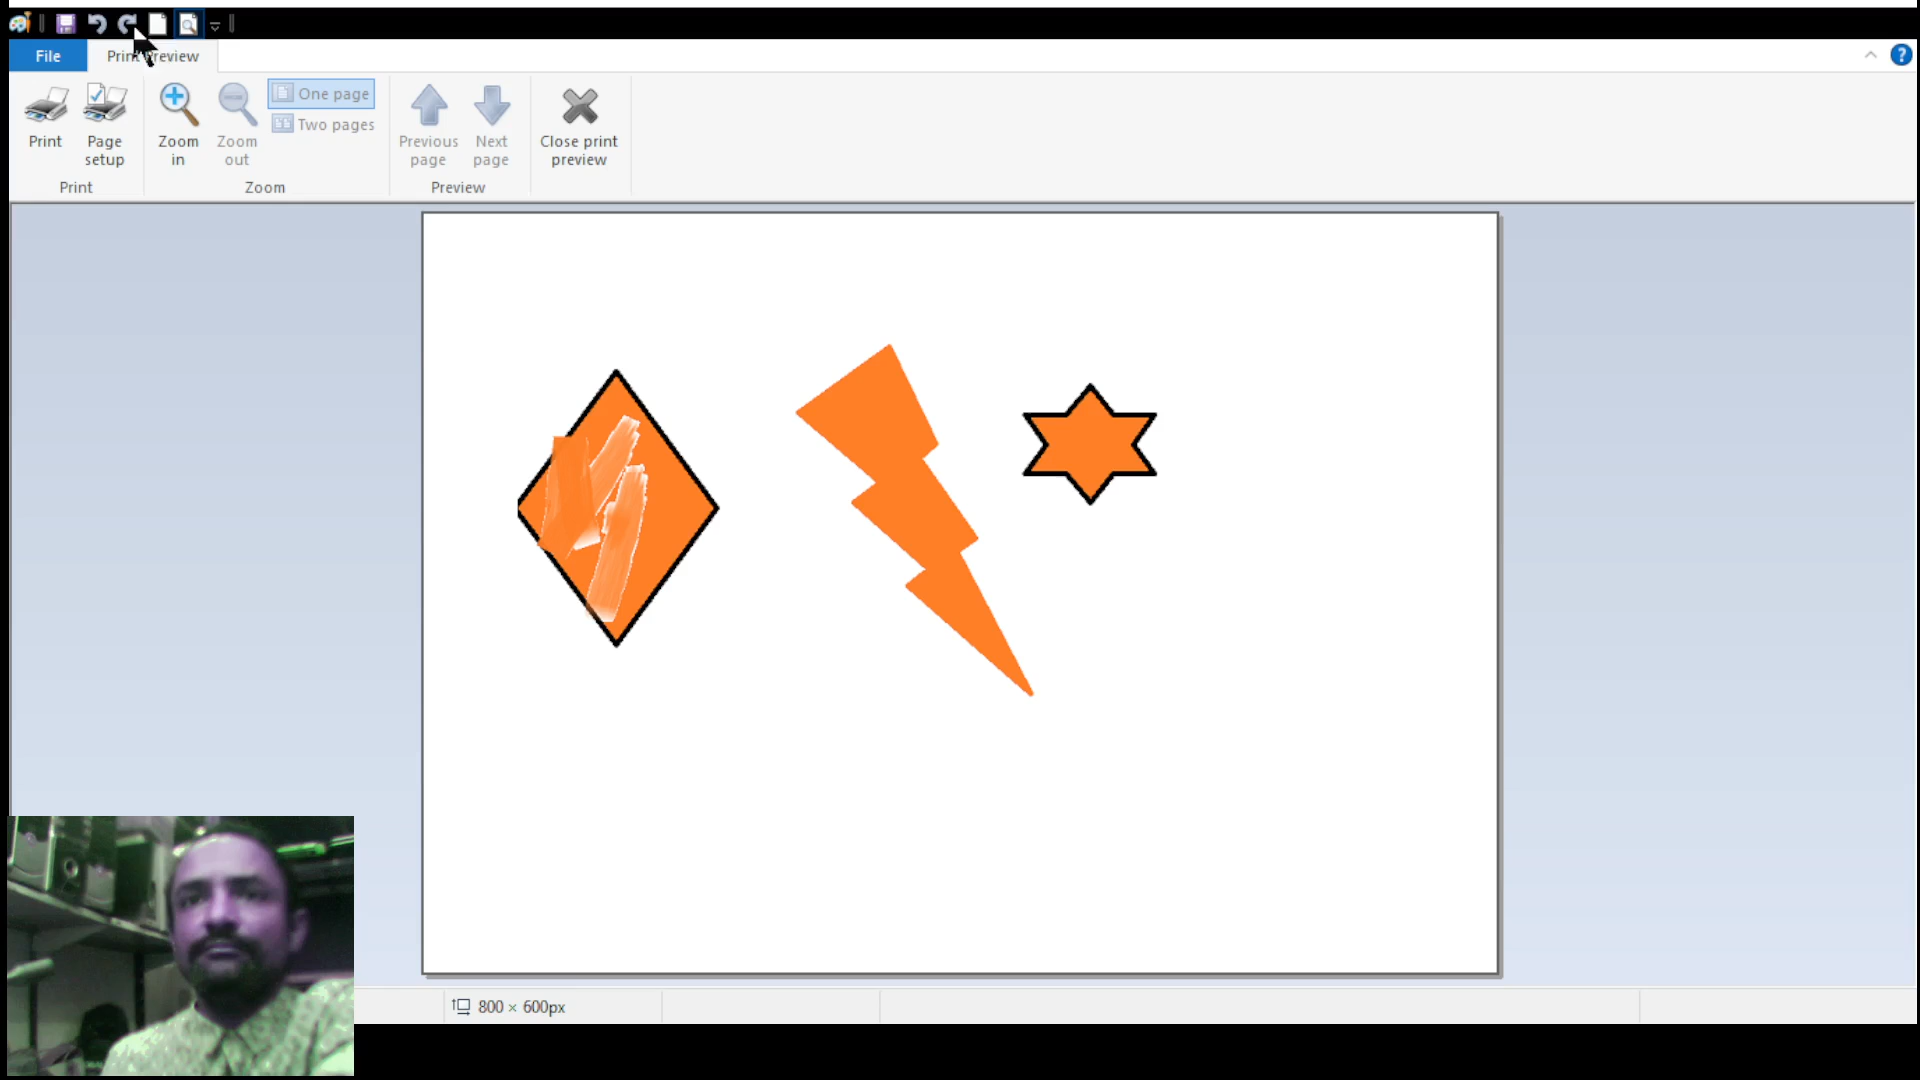 File
Print Preview
One page
Two pages
Print
Page
setup
Zoom
in
Zoom
out
Previous
page
Next
page
Close print
preview
Print
Zoom
Preview
?
800 × 600px